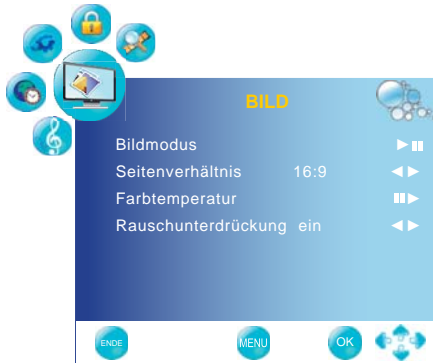 BILD
Bildmodus
Seitenverhältnis 16:9
Farbtemperatur
Rauschunterdrückung ein
ENDE MENU OK